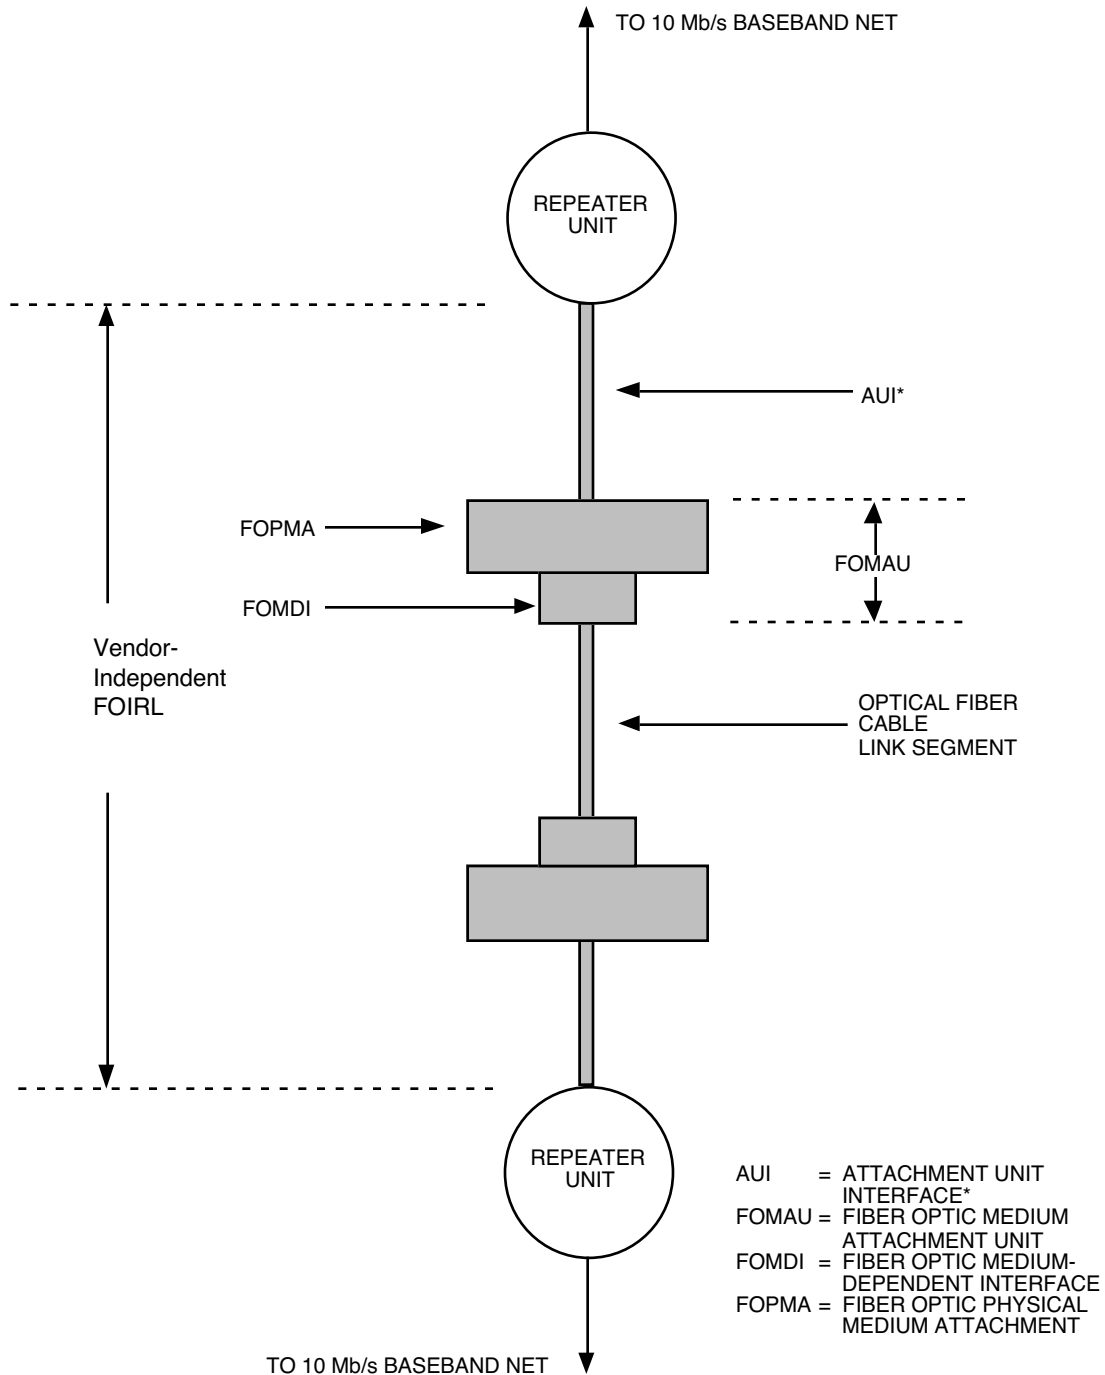 TO 10 Mb/s BASEBAND NET
REPEATER
UNIT
AUI*
FOPMA
FOMAU
FOMDI
Vendor-
Independent
FOIRL
OPTICAL FIBER
CABLE
LINK SEGMENT
REPEATER
UNIT
AUI = ATTACHMENT UNIT
INTERFACE*
FOMAU = FIBER OPTIC MEDIUM
ATTACHMENT UNIT
FOMDI = FIBER OPTIC MEDIUM-
DEPENDENT INTERFACE
FOPMA = FIBER OPTIC PHYSICAL
MEDIUM ATTACHMENT
TO 10 Mb/s BASEBAND NET